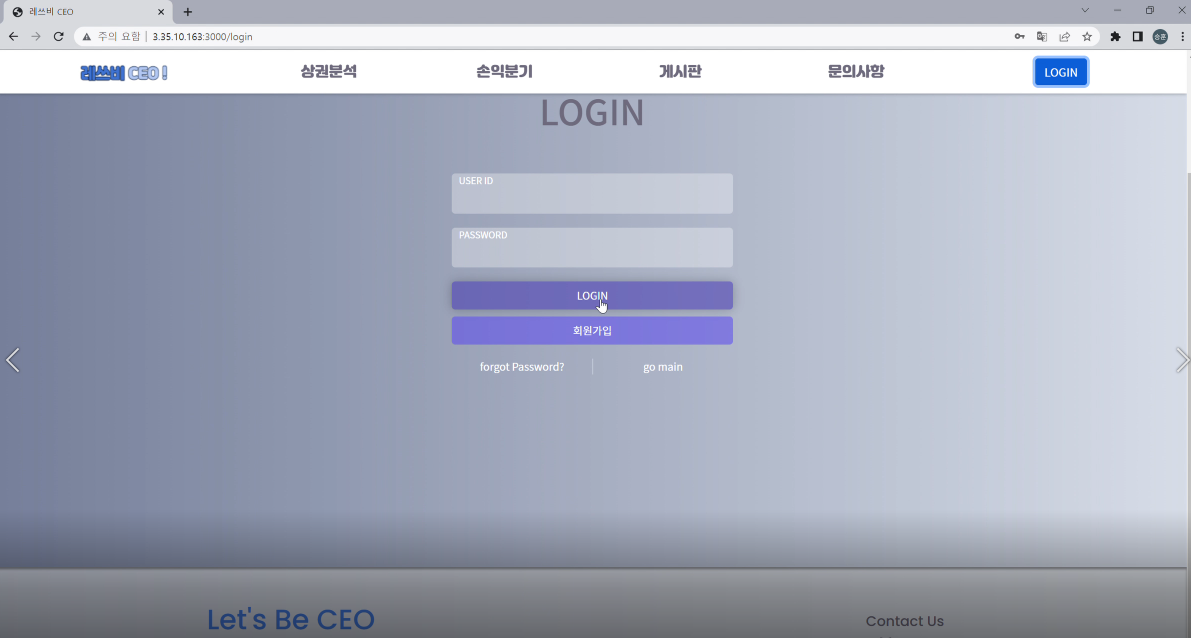 레쓰비 CEO
주의 요함 | 3.35.10.163:3000/login
승훈
레쓰비 CEO ! 상권분석 손익분기 게시판 문의사항 LOGIN
LOGIN
USER ID
PASSWORD
LOGIN
회원가입
forgot Password? go main
Let's Be CEO
Contact Us